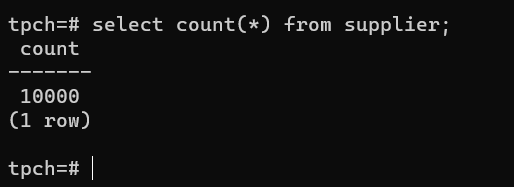 tpch=# select count(*) from supplier;
count
-------
10000
(1 row)
tpch=#